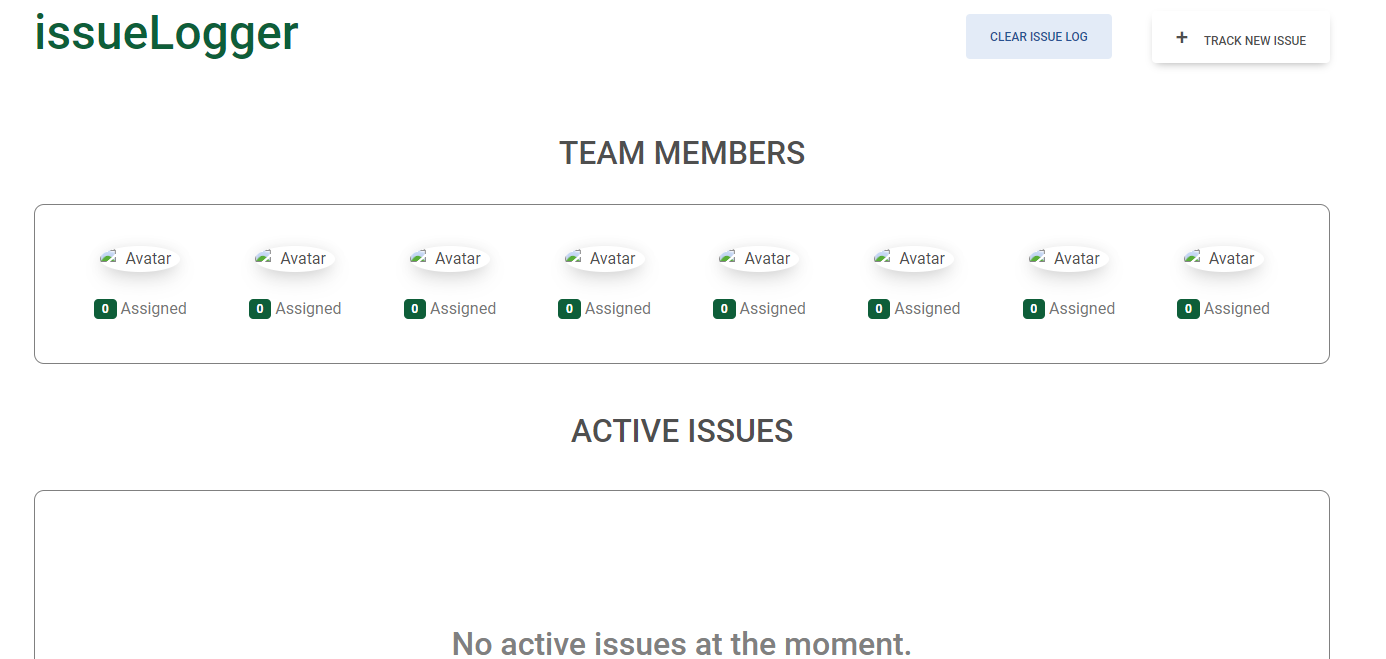 issueLogger
CLEAR ISSUE LOG
+ TRACK NEW ISSUE
TEAM MEMBERS
Avatar Avatar Avatar Avatar Avatar Avatar Avatar Avatar
0 Assigned 0 Assigned 0 Assigned 0 Assigned 0 Assigned 0 Assigned 0 Assigned 0 Assigned
ACTIVE ISSUES
No active issues at the moment.